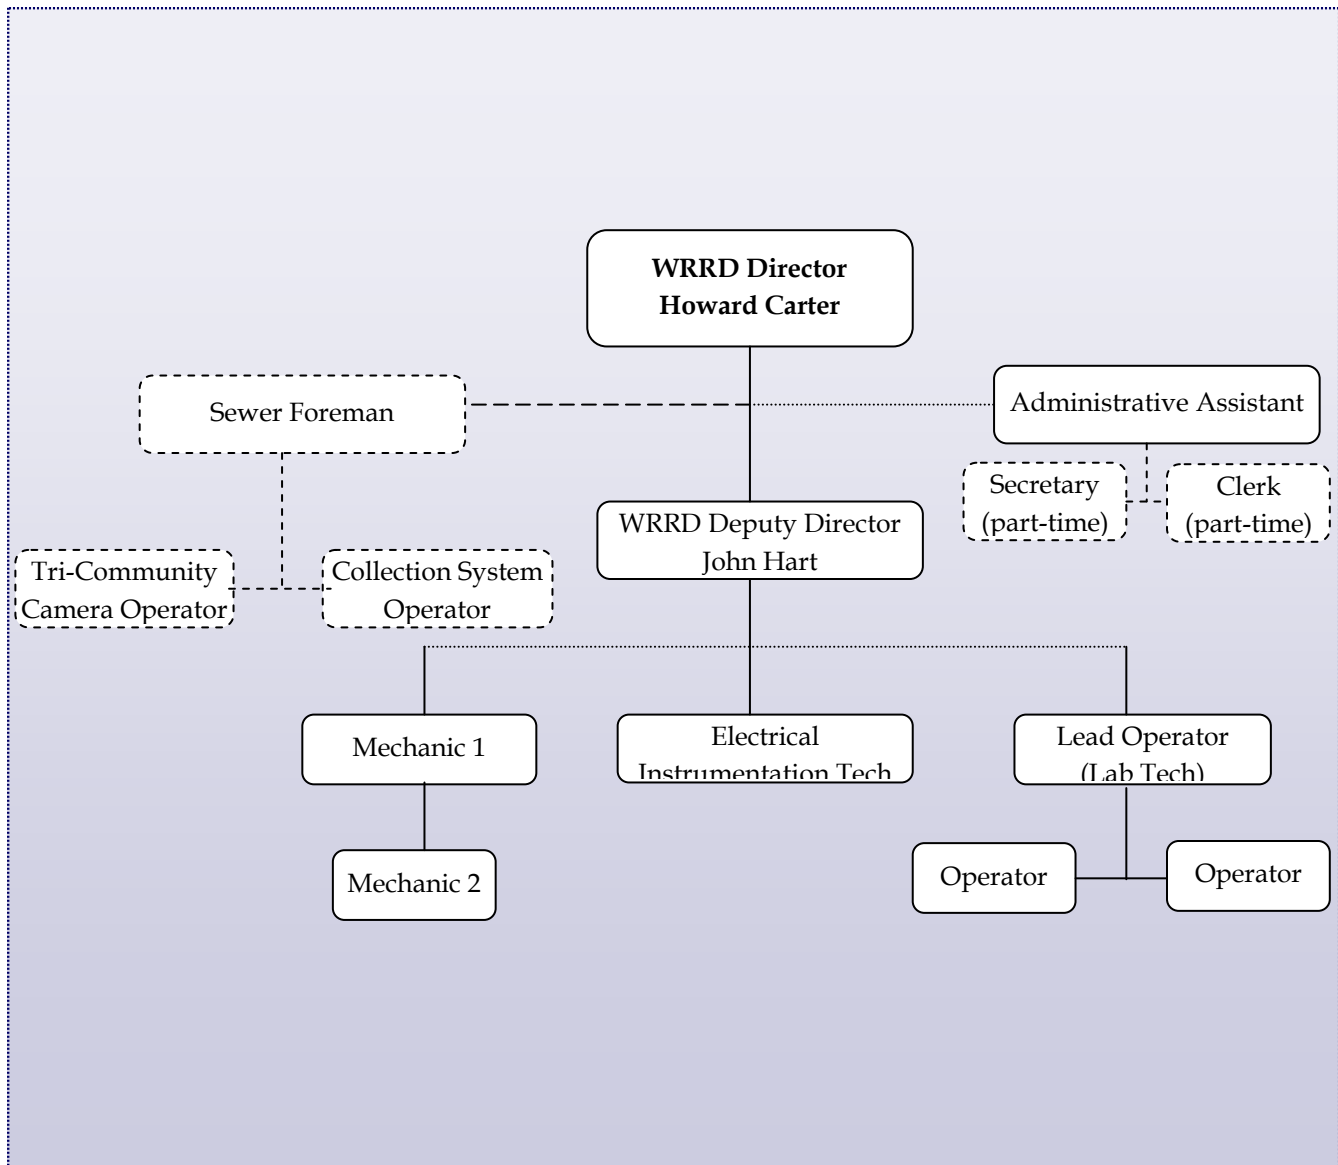 WRRD Director
Howard Carter
Sewer Foreman
Administrative Assistant
Secretary
(part-time)
Clerk
(part-time)
WRRD Deputy Director
John Hart
Tri-Community
Camera Operator
Collection System
Operator
Mechanic 1
Electrical
Instrumentation Tech
Lead Operator
(Lab Tech)
Mechanic 2
Operator
Operator